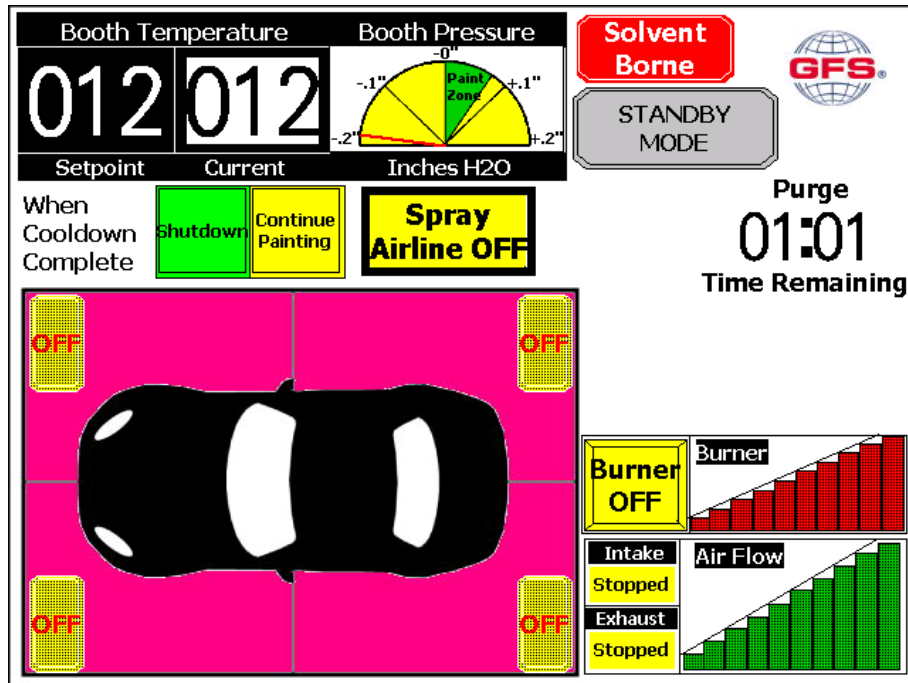 Booth Temperature
Booth Pressure
012
012
-0"
-.1"
+.1"
-.2"
+.2"
Paint
Zone
Setpoint
Current
Inches H2O
Solvent
Borne
GFS®
STANDBY
MODE
When
Cooldown
Complete
Shutdown
Continue
Painting
Spray
Airline OFF
Purge
01:01
Time Remaining
OFF
OFF
OFF
OFF
Burner
OFF
Burner
Intake
Stopped
Exhaust
Stopped
Air Flow